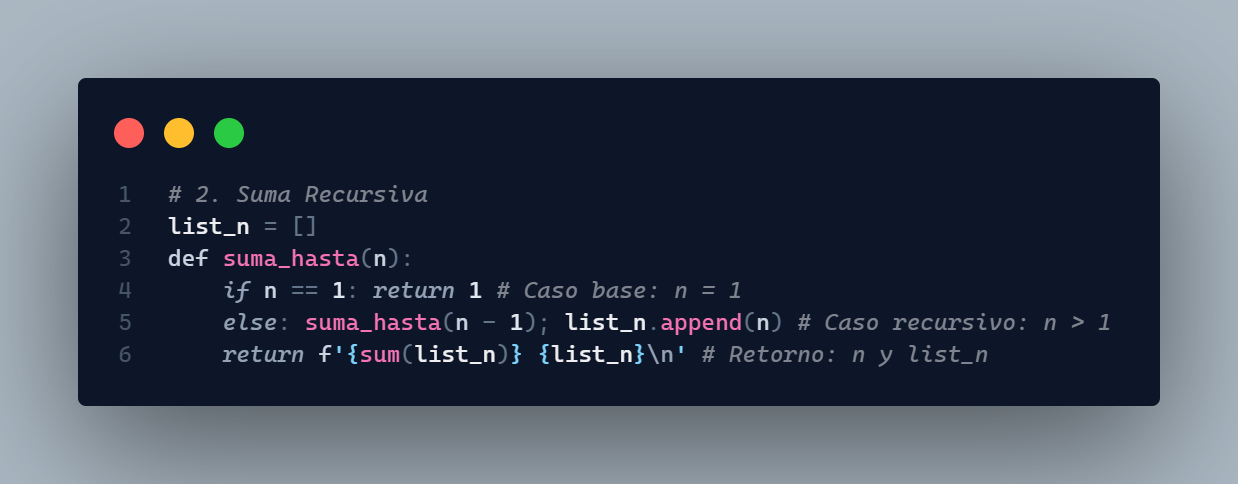 1 # 2. Suma Recursiva
2 list_n = []
3 def suma_hasta(n):
4     if n == 1: return 1 # Caso base: n = 1
5     else: suma_hasta(n - 1); list_n.append(n) # Caso recursivo: n > 1
6     return f'{sum(list_n)} {list_n}\n' # Retorno: n y list_n